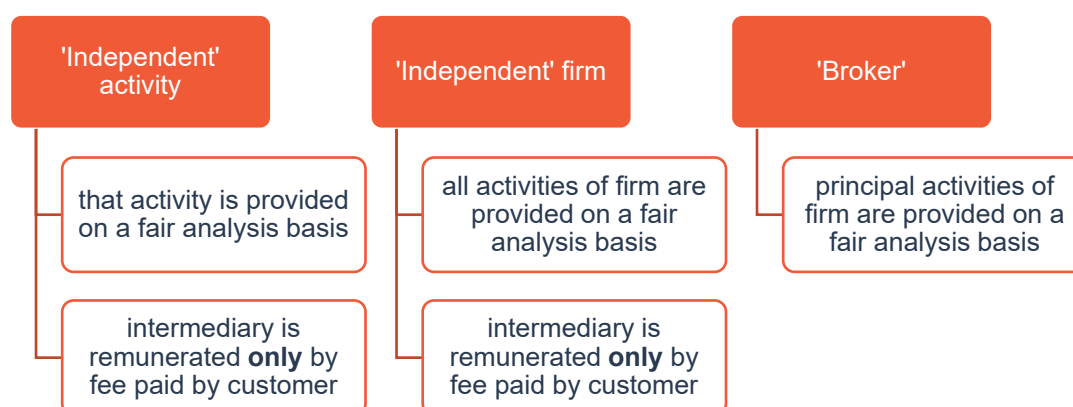 'Independent'
activity
that activity is provided
on a fair analysis basis
intermediary is
remunerated only by
fee paid by customer
'Independent' firm
all activities of firm are
provided on a fair
analysis basis
intermediary is
remunerated only by
fee paid by customer
'Broker'
principal activities of
firm are provided on a
fair analysis basis